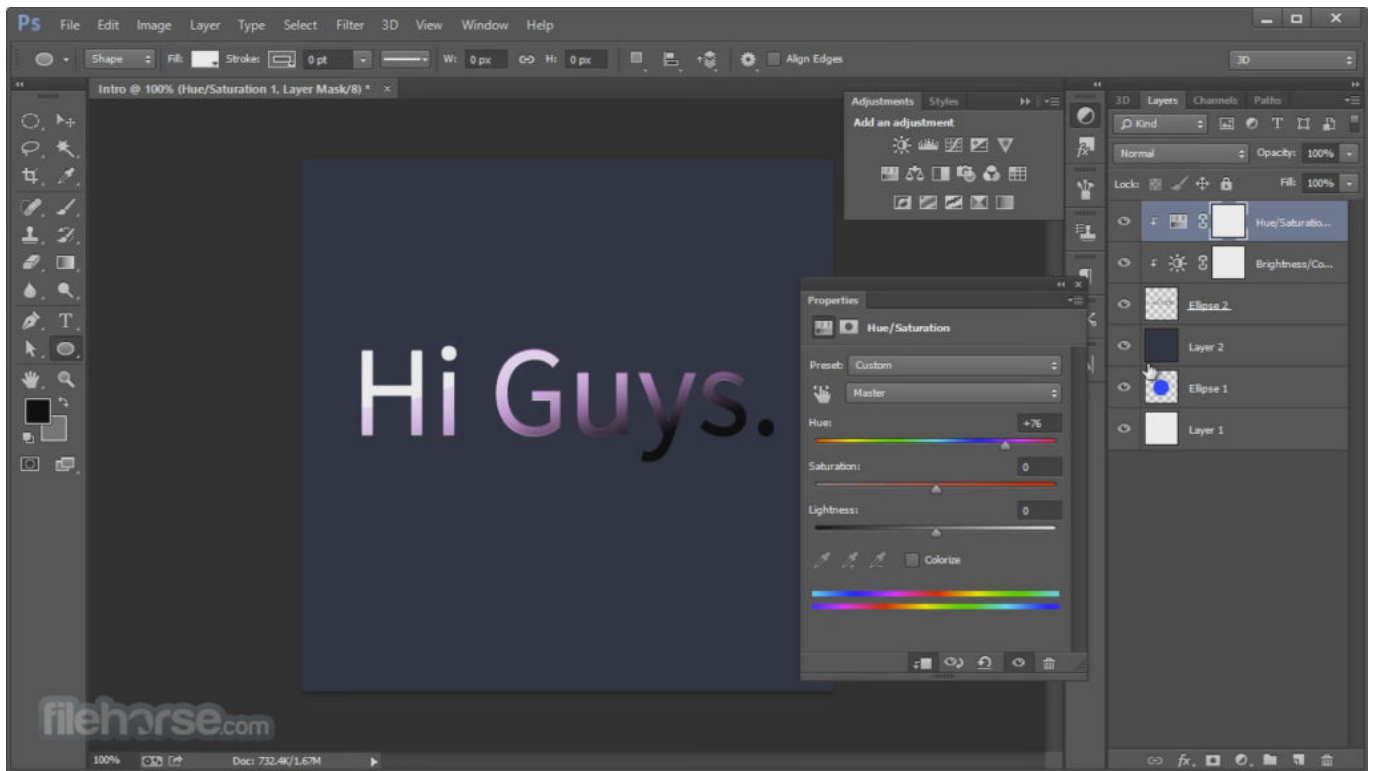 Ps File Edit Image Layer Type Select Filter 3D View Window Help
Shape Fill: Stroke: 0 pt W: 0 px H: 0 px Align Edges 3D
Intro @ 100% (Hue/Saturation 1, Layer Mask/8) * ×
Adjustments Styles
Add an adjustment
3D Layers Channels Paths
Kind
Normal Opacity: 100%
Lock: Fill: 100%
Hue/Saturatio...
Brightness/Co...
Ellipse 2
Layer 2
Ellipse 1
Layer 1
Hi Guys.
Properties
Hue/Saturation
Preset: Custom
Master
Hue: +76
Saturation: 0
Lightness: 0
Colorize
filehorse.com
100% Doc: 732.4K/1.67M
fx